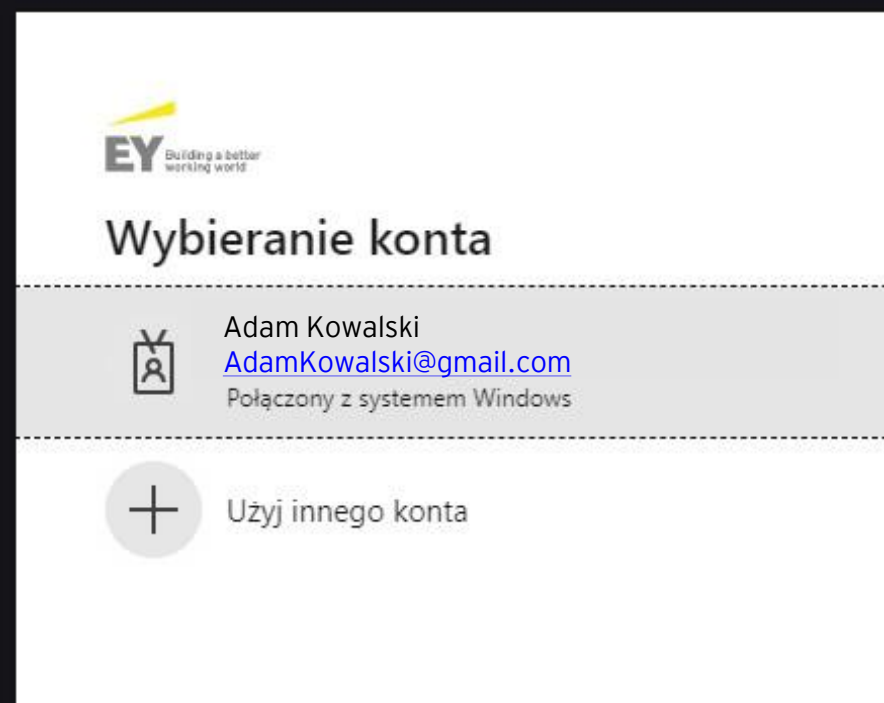 EY Building a better
working world
Wybieranie konta
Adam Kowalski
AdamKowalski@gmail.com
Połączony z systemem Windows
Użyj innego konta